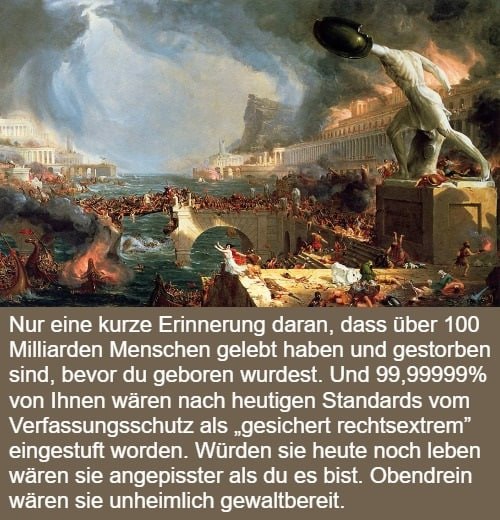 Nur eine kurze Erinnerung daran, dass über 100
Milliarden Menschen gelebt haben und gestorben
sind, bevor du geboren wurdest. Und 99,99999%
von Ihnen wären nach heutigen Standards vom
Verfassungsschutz als „gesichert rechtsextrem”
eingestuft worden. Würden sie heute noch leben
wären sie angepisster als du es bist. Obendrein
wären sie unheimlich gewaltbereit.